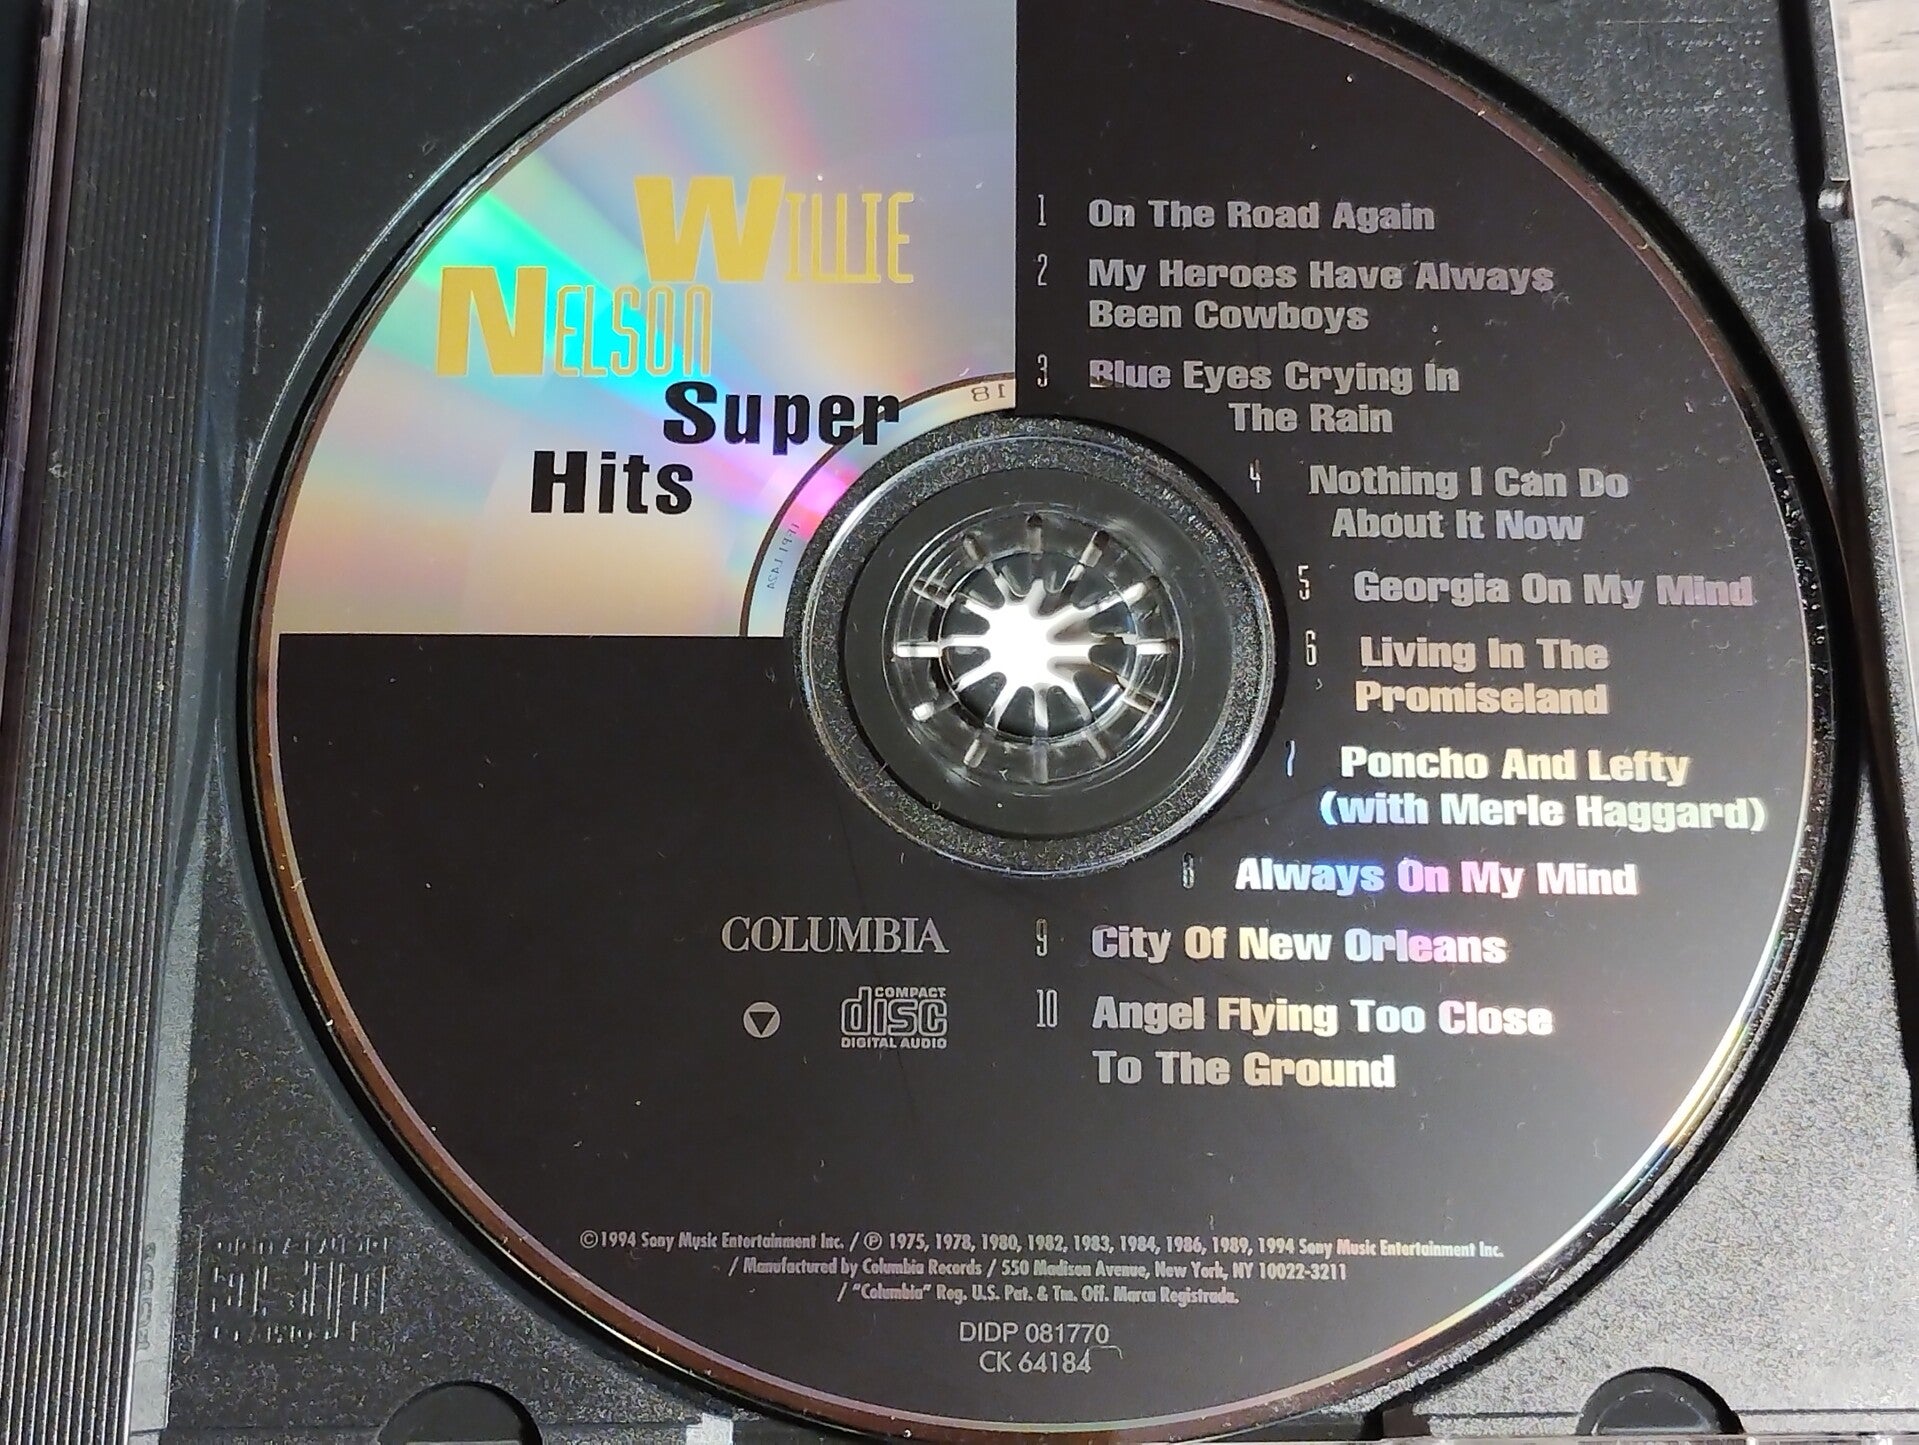 WILLIE
NELSON
Super
Hits
1 On The Road Again
2 My Heroes Have Always
Been Cowboys
3 Blue Eyes Crying In
The Rain
4 Nothing I Can Do
About It Now
5 Georgia On My Mind
6 Living In The
Promiseland
7 Poncho And Lefty
(with Merle Haggard)
8 Always On My Mind
9 City Of New Orleans
10 Angel Flying Too Close
To The Ground
COLUMBIA
COMPACT
disc
DIGITAL AUDIO
©1994 Sony Music Entertainment Inc. / ℗ 1975, 1978, 1980, 1982, 1983, 1984, 1986, 1989, 1994 Sony Music Entertainment Inc.
/ Manufactured by Columbia Records / 550 Madison Avenue, New York, NY 10022-3211
/ "Columbia" Reg. U.S. Pat. & Tm. Off. Marca Registrada.
DIDP 081770
CK 64184